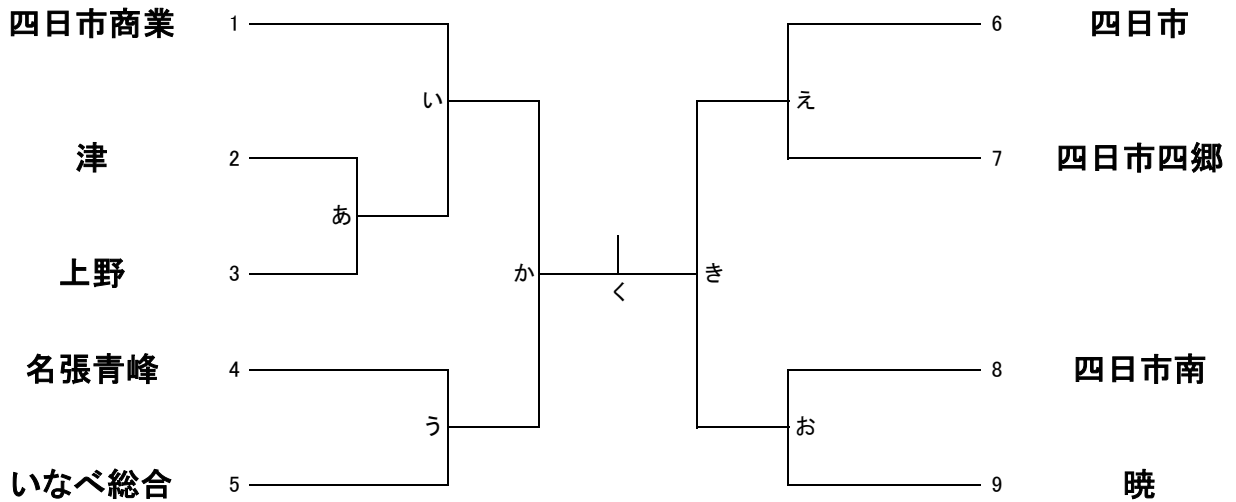 四日市商業 1
6 四日市
い
え
津 2
7 四日市四郷
あ
上野 3
か
き
く
名張青峰 4
8 四日市南
う
お
いなべ総合 5
9 暁